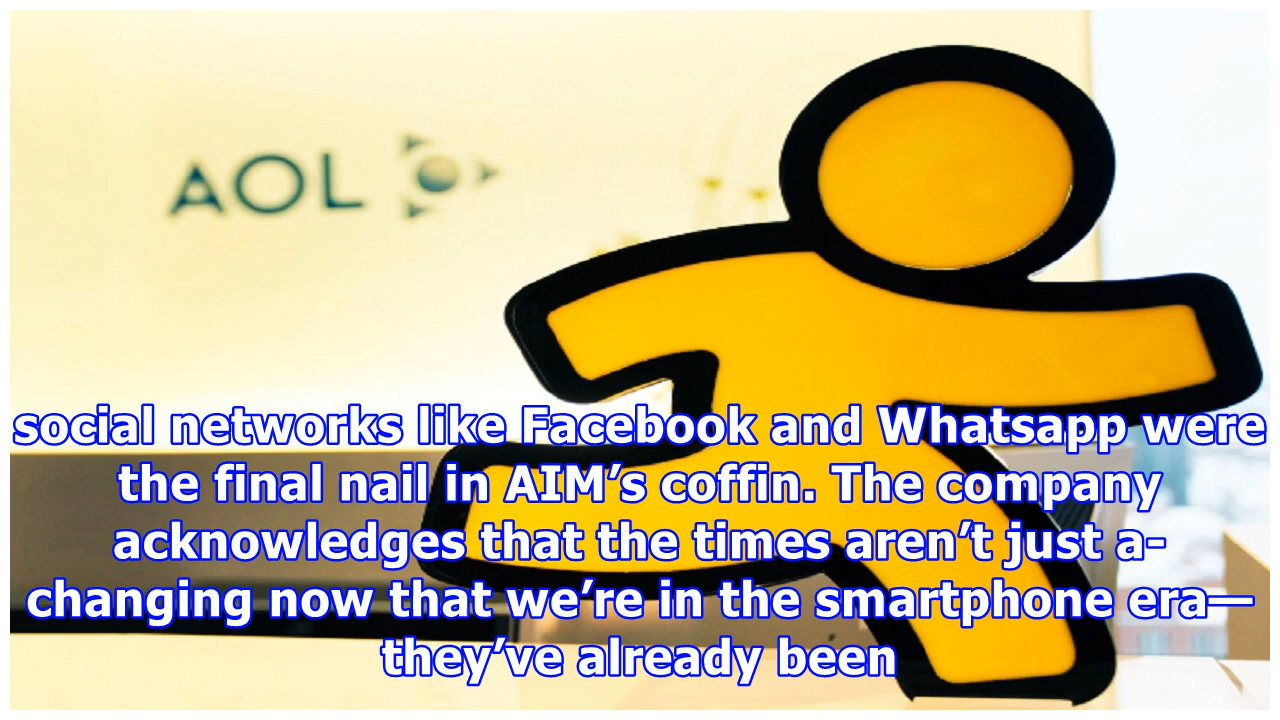 AOL
social networks like Facebook and Whatsapp were
the final nail in AIM’s coffin. The company
acknowledges that the times aren’t just a-
changing now that we’re in the smartphone era—
they’ve already been